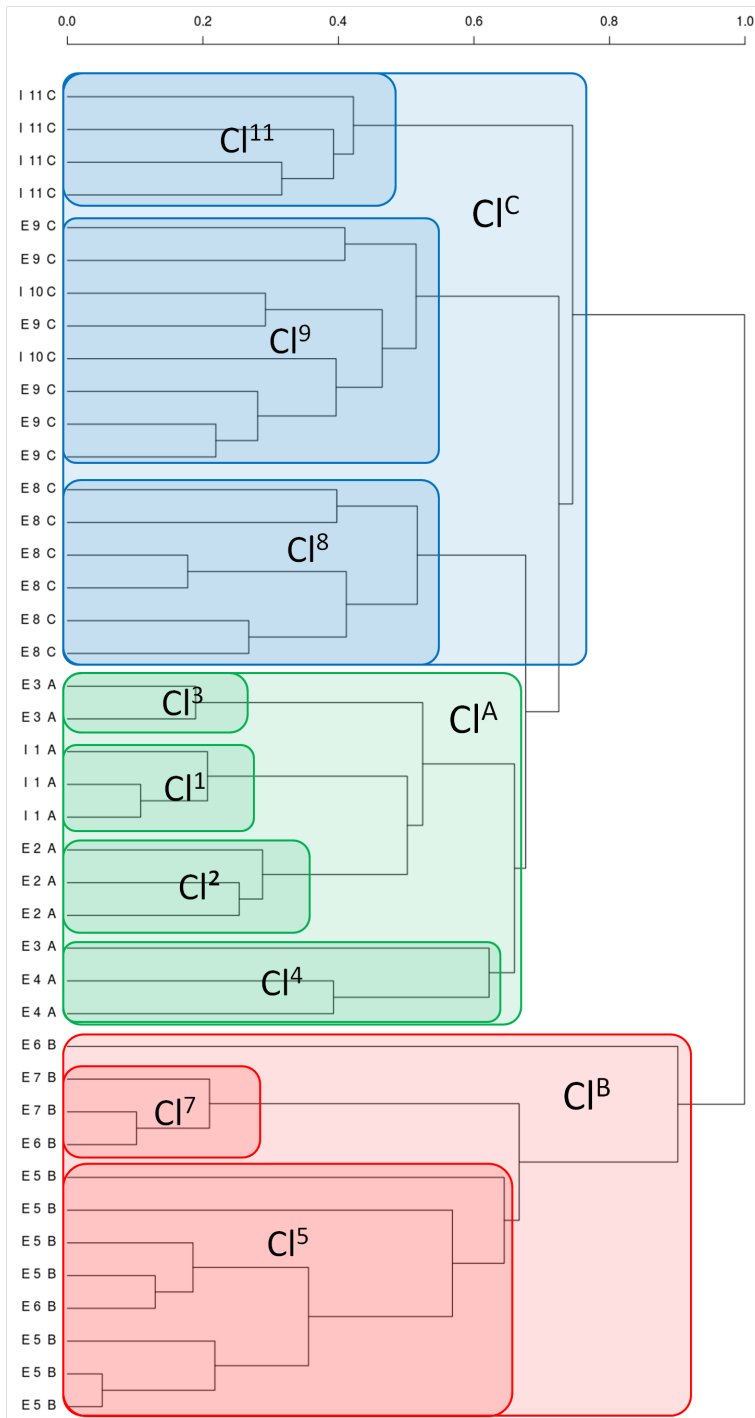 0.0 0.2 0.4 0.6 0.8 1.0
I 11 C
I 11 C
Cl¹¹
I 11 C
I 11 C
Clᶜ
E 9 C
E 9 C
I 10 C
E 9 C
Cl⁹
I 10 C
E 9 C
E 9 C
E 9 C
E 8 C
E 8 C
Cl⁸
E 8 C
E 8 C
E 8 C
E 8 C
E 3 A
Cl³
Clᴬ
E 3 A
I 1 A
I 1 A
Cl¹
I 1 A
E 2 A
E 2 A
Cl²
E 2 A
E 3 A
E 4 A
Cl⁴
E 4 A
E 6 B
E 7 B
Clᴮ
E 7 B
Cl⁷
E 6 B
E 5 B
E 5 B
E 5 B
Cl⁵
E 5 B
E 6 B
E 5 B
E 5 B
E 5 B